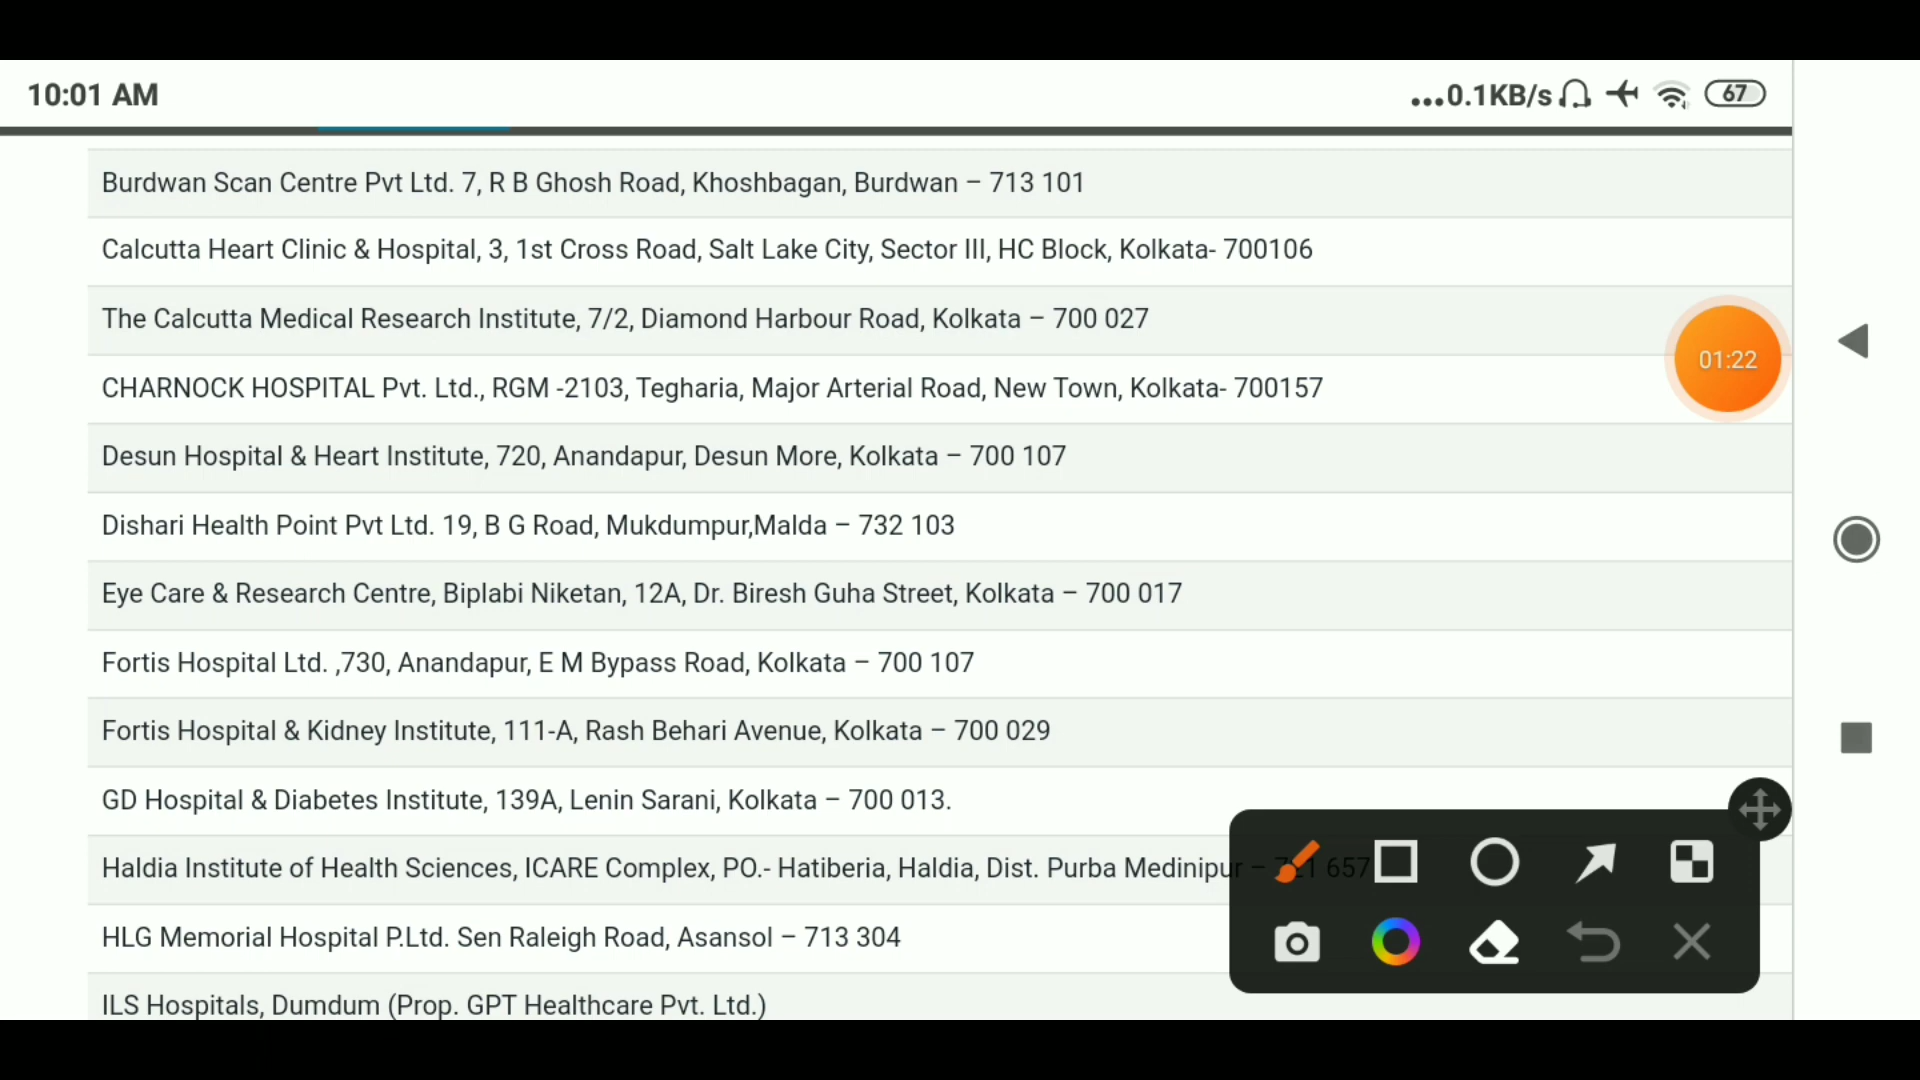 10:01 AM
...0.1KB/s 67
Burdwan Scan Centre Pvt Ltd. 7, R B Ghosh Road, Khoshbagan, Burdwan – 713 101
Calcutta Heart Clinic & Hospital, 3, 1st Cross Road, Salt Lake City, Sector III, HC Block, Kolkata- 700106
The Calcutta Medical Research Institute, 7/2, Diamond Harbour Road, Kolkata – 700 027
01:22
CHARNOCK HOSPITAL Pvt. Ltd., RGM -2103, Tegharia, Major Arterial Road, New Town, Kolkata- 700157
Desun Hospital & Heart Institute, 720, Anandapur, Desun More, Kolkata – 700 107
Dishari Health Point Pvt Ltd. 19, B G Road, Mukdumpur,Malda – 732 103
Eye Care & Research Centre, Biplabi Niketan, 12A, Dr. Biresh Guha Street, Kolkata – 700 017
Fortis Hospital Ltd. ,730, Anandapur, E M Bypass Road, Kolkata – 700 107
Fortis Hospital & Kidney Institute, 111-A, Rash Behari Avenue, Kolkata – 700 029
GD Hospital & Diabetes Institute, 139A, Lenin Sarani, Kolkata – 700 013.
Haldia Institute of Health Sciences, ICARE Complex, PO.- Hatiberia, Haldia, Dist. Purba Medinipur – 657
HLG Memorial Hospital P.Ltd. Sen Raleigh Road, Asansol – 713 304
ILS Hospitals, Dumdum (Prop. GPT Healthcare Pvt. Ltd.)